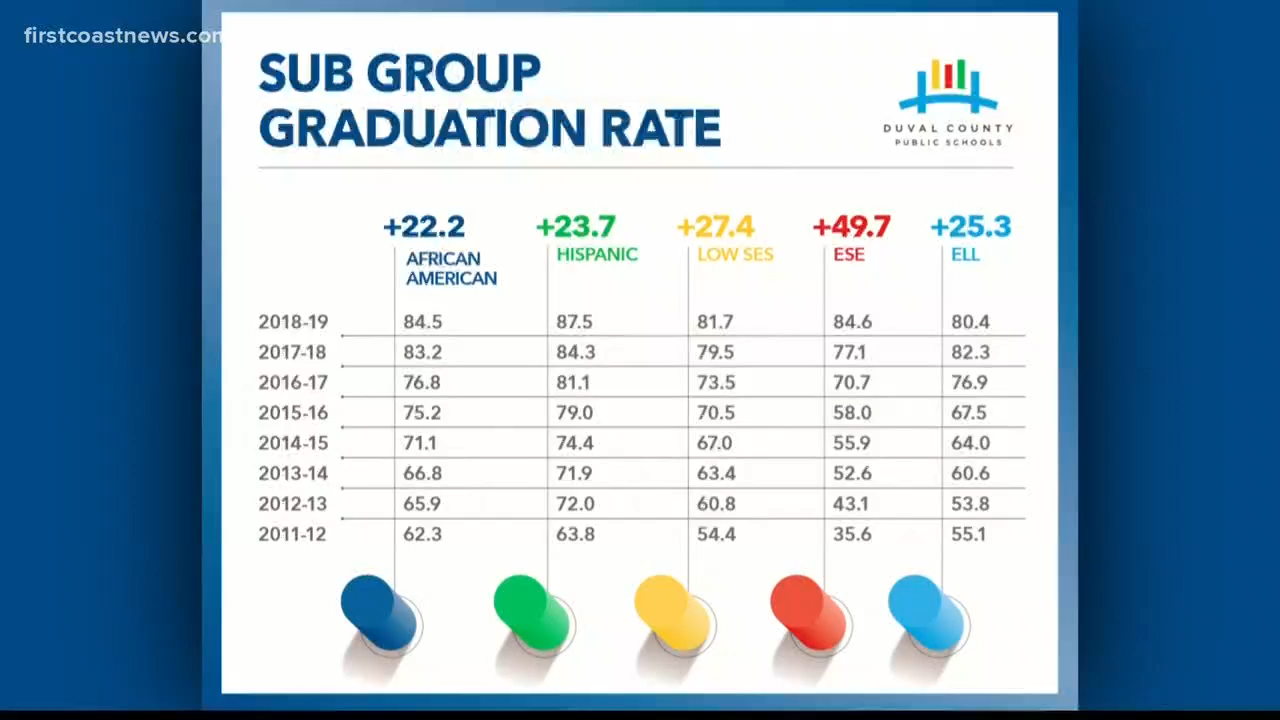 firstcoastnews.com
SUB GROUP
GRADUATION RATE
DUVAL COUNTY
PUBLIC SCHOOLS
+22.2 +23.7 +27.4 +49.7 +25.3
AFRICAN AMERICAN HISPANIC LOW SES ESE ELL
2018-19 84.5 87.5 81.7 84.6 80.4
2017-18 83.2 84.3 79.5 77.1 82.3
2016-17 76.8 81.1 73.5 70.7 76.9
2015-16 75.2 79.0 70.5 58.0 67.5
2014-15 71.1 74.4 67.0 55.9 64.0
2013-14 66.8 71.9 63.4 52.6 60.6
2012-13 65.9 72.0 60.8 43.1 53.8
2011-12 62.3 63.8 54.4 35.6 55.1